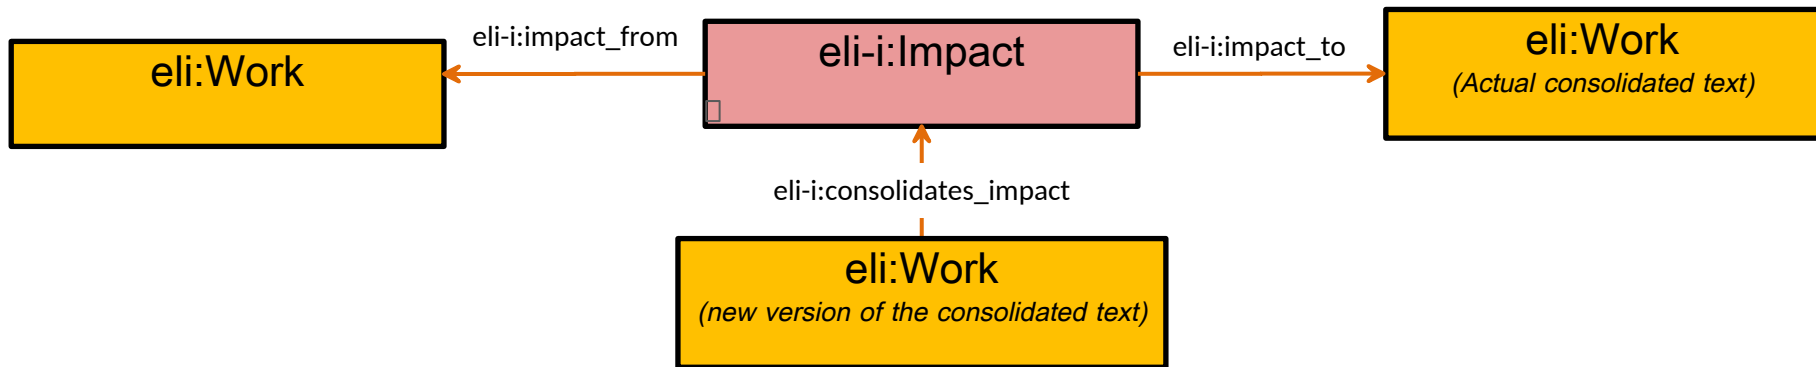 eli:Work
eli-i:impact_from
eli-i:Impact
eli-i:impact_to
eli:Work
(Actual consolidated text)
eli-i:consolidates_impact
eli:Work
(new version of the consolidated text)